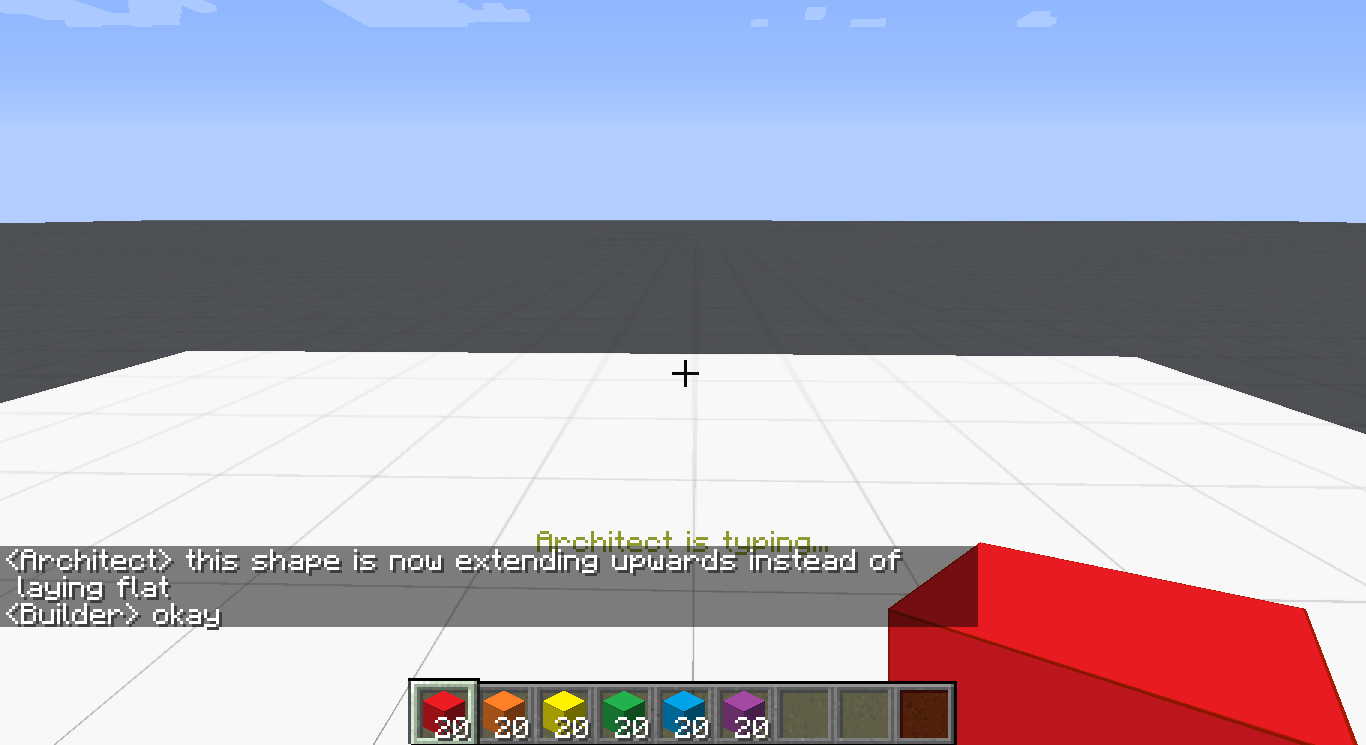 Architect is typing...
<Architect> this shape is now extending upwards instead of
laying flat
<Builder> okay
20 20 20 20 20 20